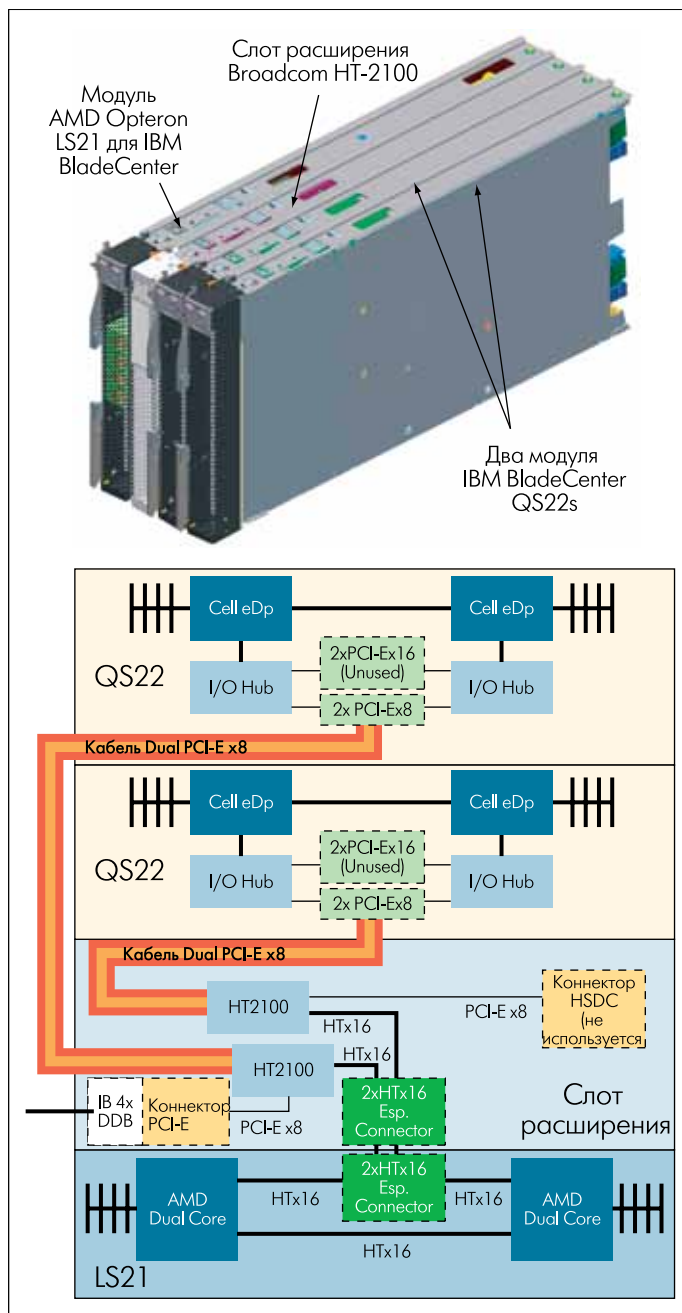 Слот расширения
Broadcom HT-2100
Модуль
AMD Opteron
LS21 для IBM
BladeCenter
Два модуля
IBM BladeCenter
QS22s
Cell eDp
Cell eDp
QS22
2xPCI-Ex16
(Unused)
I/O Hub
I/O Hub
2x PCI-Ex8
Кабель Dual PCI-E x8
Cell eDp
Cell eDp
QS22
2xPCI-Ex16
(Unused)
I/O Hub
I/O Hub
2x PCI-Ex8
Кабель Dual PCI-E x8
HT2100
PCI-E x8
Коннектор
HSDC
(не
используется
HTx16
HT2100
HTx16
IB 4x
DDB
Коннектор
PCI-E
PCI-E x8
2xHTx16
Esp.
Connector
Слот
расширения
AMD
Dual Core
HTx16
2xHTx16
Esp.
Connector
HTx16
AMD
Dual Core
HTx16
LS21